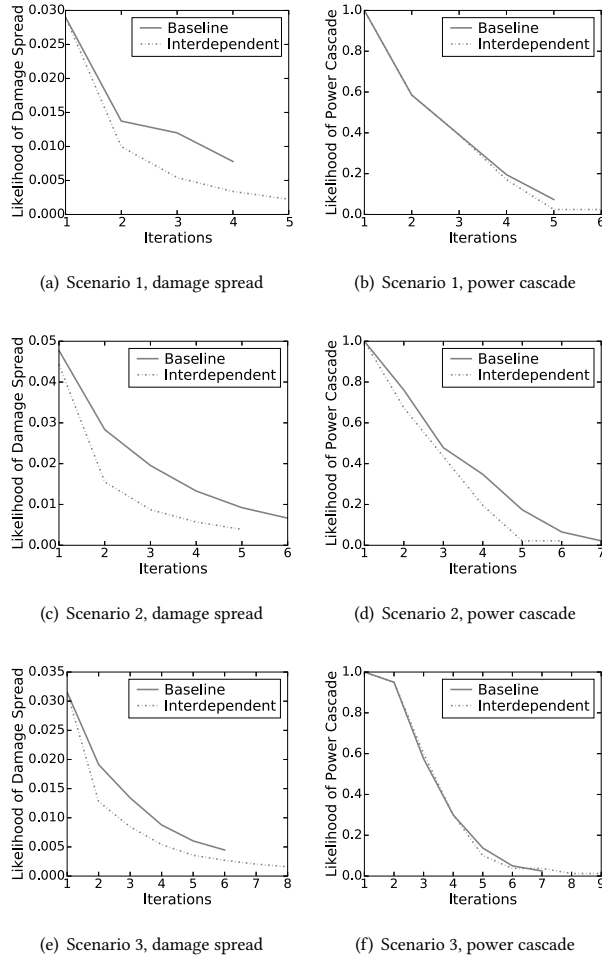 0.030
0.025
0.020
0.015
0.010
0.005
0.000
Likelihood of Damage Spread
Baseline
Interdependent
1 2 3 4 5
Iterations
(a) Scenario 1, damage spread
1.0
0.8
0.6
0.4
0.2
0.0
Likelihood of Power Cascade
Baseline
Interdependent
1 2 3 4 5 6
Iterations
(b) Scenario 1, power cascade
0.05
0.04
0.03
0.02
0.01
0.00
Likelihood of Damage Spread
Baseline
Interdependent
1 2 3 4 5 6
Iterations
(c) Scenario 2, damage spread
1.0
0.8
0.6
0.4
0.2
0.0
Likelihood of Power Cascade
Baseline
Interdependent
1 2 3 4 5 6 7
Iterations
(d) Scenario 2, power cascade
0.035
0.030
0.025
0.020
0.015
0.010
0.005
0.000
Likelihood of Damage Spread
Baseline
Interdependent
1 2 3 4 5 6 7 8
Iterations
(e) Scenario 3, damage spread
1.0
0.8
0.6
0.4
0.2
0.0
Likelihood of Power Cascade
Baseline
Interdependent
1 2 3 4 5 6 7 8 9
Iterations
(f) Scenario 3, power cascade